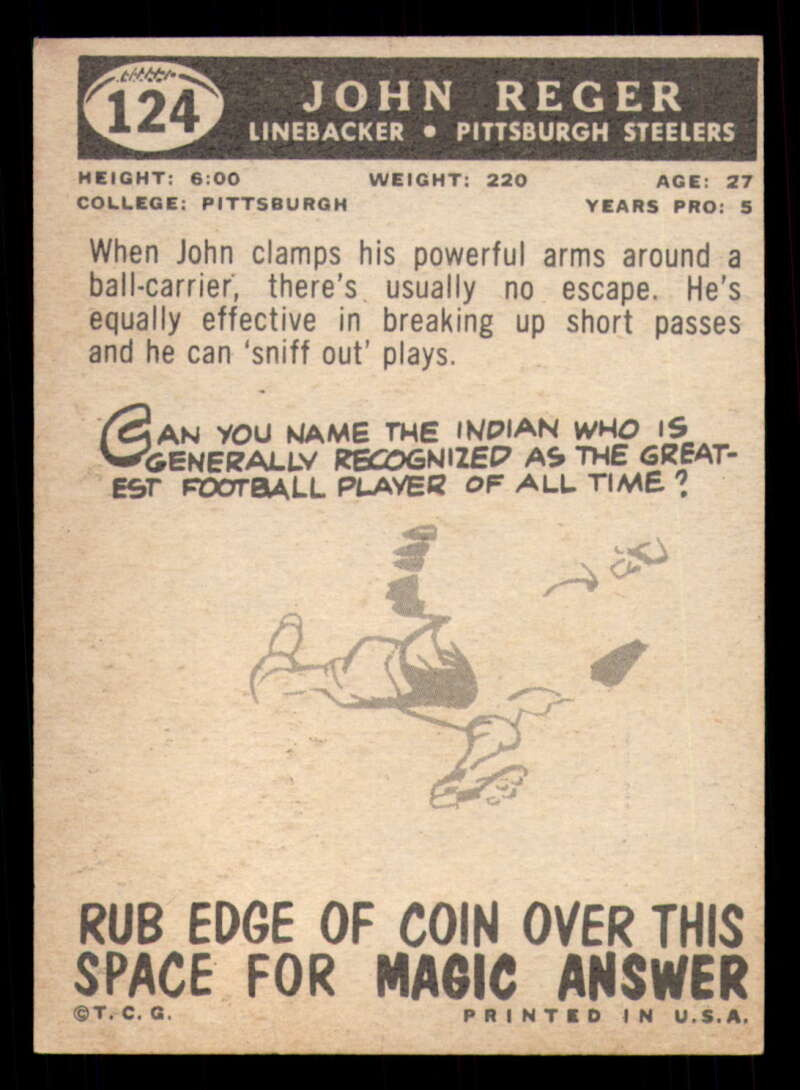 124
JOHN REGER
LINEBACKER • PITTSBURGH STEELERS
HEIGHT: 6:00 WEIGHT: 220 AGE: 27
COLLEGE: PITTSBURGH YEARS PRO: 5
When John clamps his powerful arms around a
ball-carrier, there's usually no escape. He's
equally effective in breaking up short passes
and he can 'sniff out' plays.
CAN YOU NAME THE INDIAN WHO IS
GENERALLY RECOGNIZED AS THE GREAT-
EST FOOTBALL PLAYER OF ALL TIME?
RUB EDGE OF COIN OVER THIS
SPACE FOR MAGIC ANSWER
©T.C.G. PRINTED IN U.S.A.